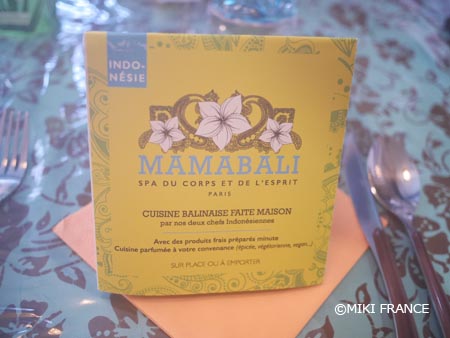 INDO-
NÉSIE
MAMABALI
SPA DU CORPS ET DE L'ESPRIT
PARIS
CUISINE BALINAISE FAITE MAISON
par nos deux chefs Indonésiennes
Avec des produits frais préparés minute
Cuisine parfumée à votre convenance (épicée, végétarienne, vegan...)
SUR PLACE OU À EMPORTER
©MIKI FRANCE